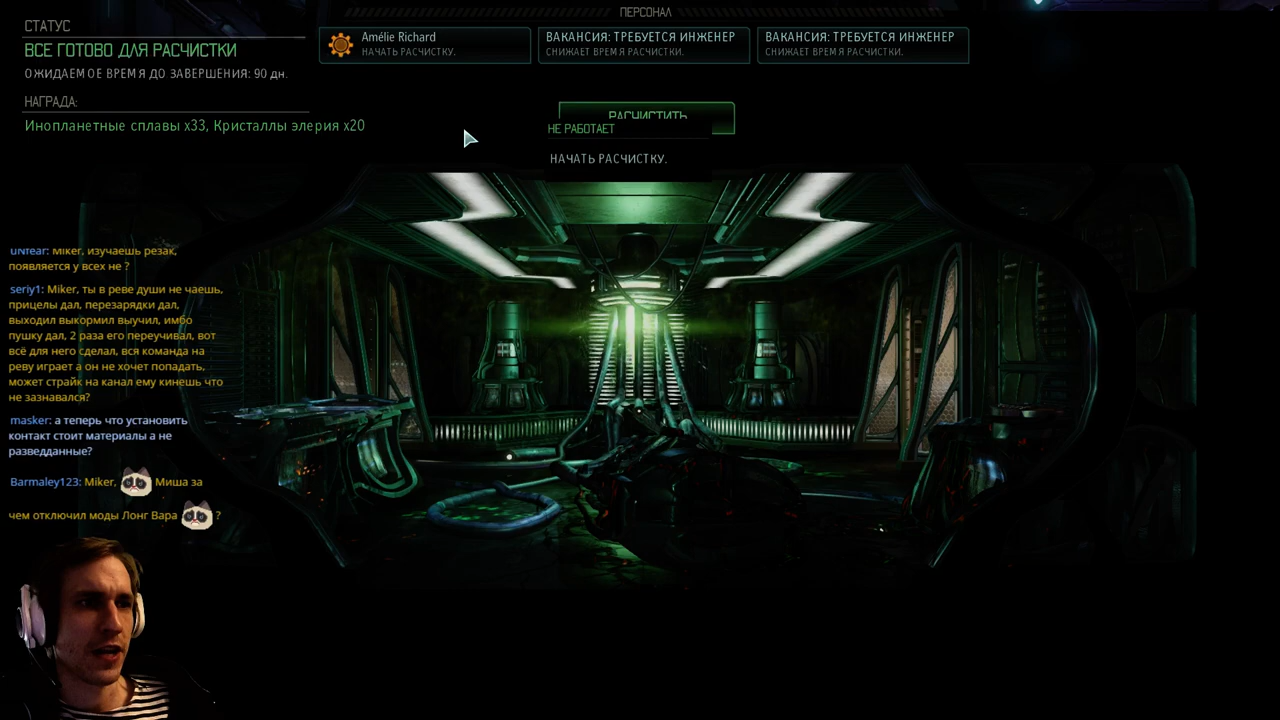 ПЕРСОНАЛ
СТАТУС
ВСЕ ГОТОВО ДЛЯ РАСЧИСТКИ
ОЖИДАЕМОЕ ВРЕМЯ ДО ЗАВЕРШЕНИЯ: 90 дн.
НАГРАДА:
Инопланетные сплавы x33, Кристаллы элерия x20
Amélie Richard
НАЧАТЬ РАСЧИСТКУ.
ВАКАНСИЯ: ТРЕБУЕТСЯ ИНЖЕНЕР
СНИЖАЕТ ВРЕМЯ РАСЧИСТКИ.
ВАКАНСИЯ: ТРЕБУЕТСЯ ИНЖЕНЕР
СНИЖАЕТ ВРЕМЯ РАСЧИСТКИ.
РАСЧИСТИТЬ
НЕ РАБОТАЕТ
НАЧАТЬ РАСЧИСТКУ.
untear: Miker, изучаешь резак,
появляется у всех не ?
seriy1: Miker, ты в реве души не чаешь,
прицелы дал, перезарядки дал,
выходил выкормил выучил, имбо
пушку дал, 2 раза его переучивал, вот
всё для него сделал, вся команда на
реву играет а он не хочет попадать,
может страйк на канал ему кинешь что
не зазнавался?
masker: а теперь что установить
контакт стоит материалы а не
разведданные?
Barmaley123: Miker, Миша за
чем отключил моды Лонг Вара ?